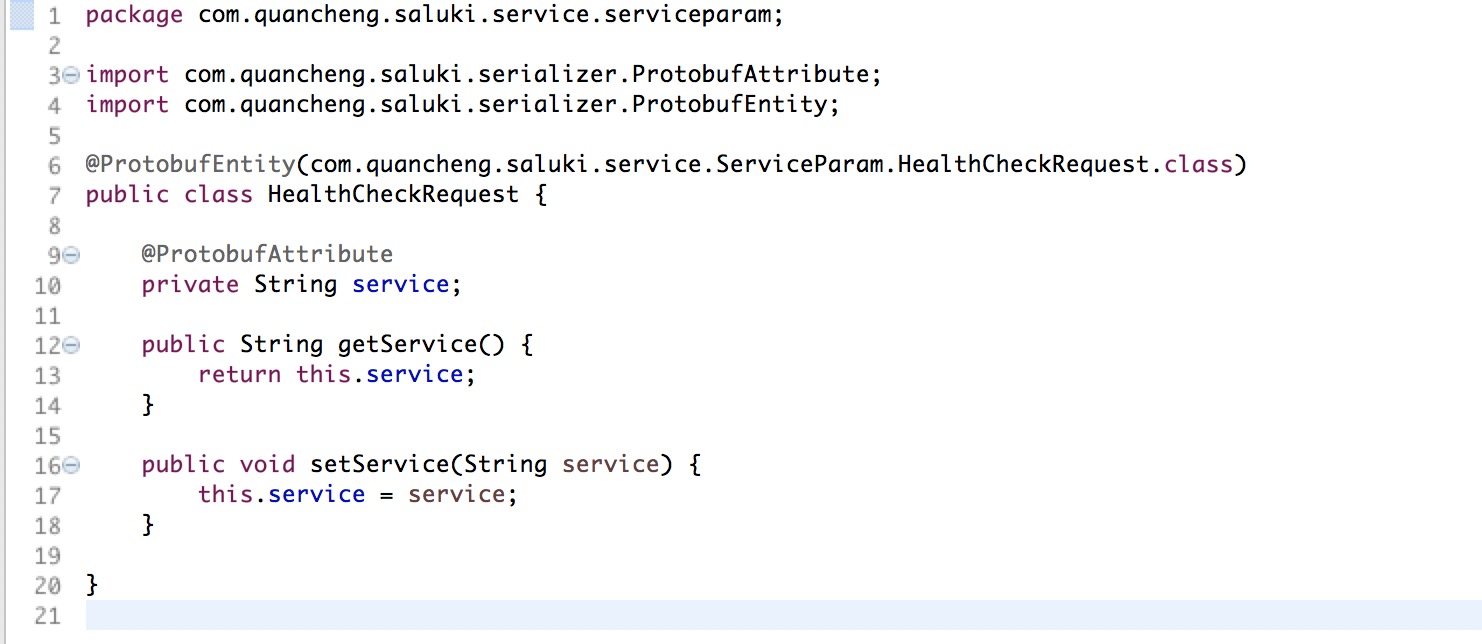 1 package com.quancheng.saluki.service.serviceparam;
2
3 import com.quancheng.saluki.serializer.ProtobufAttribute;
4 import com.quancheng.saluki.serializer.ProtobufEntity;
5
6 @ProtobufEntity(com.quancheng.saluki.service.ServiceParam.HealthCheckRequest.class)
7 public class HealthCheckRequest {
8
9     @ProtobufAttribute
10     private String service;
11
12     public String getService() {
13         return this.service;
14     }
15
16     public void setService(String service) {
17         this.service = service;
18     }
19
20 }
21